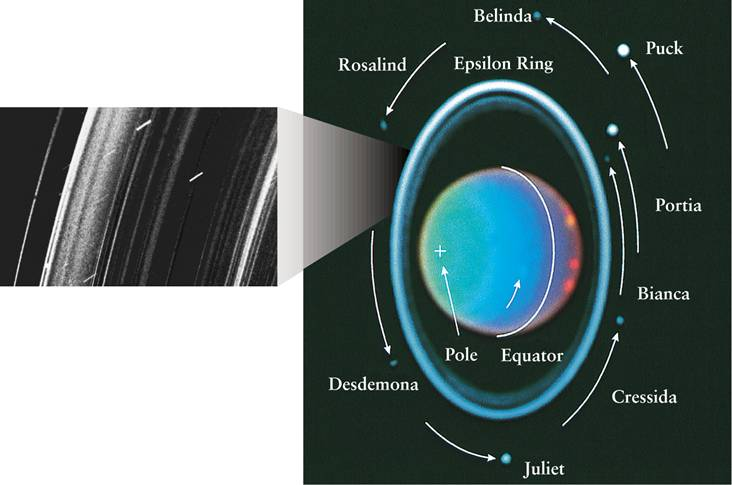 Belinda
Puck
Rosalind
Epsilon Ring
Portia
Bianca
Pole
Equator
Desdemona
Cressida
Juliet